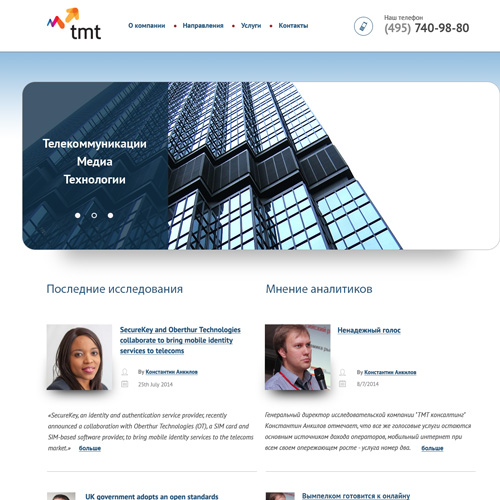 tmt
О компании
Направления
Услуги
Контакты
Наш телефон
(495) 740-98-80
Телекоммуникации
Медиа
Технологии
Последние исследования
SecureKey and Oberthur Technologies
collaborate to bring mobile identity
services to telecoms
By Константин Анкилов
25th July 2014
«SecureKey, an identity and authentication service provider, recently
announced a collaboration with Oberthur Technologies (OT), a SIM card and
SIM-based software provider, to bring mobile identity services to the telecoms
market.» больше
Мнение аналитиков
Ненадежный голос
By Константин Анкилов
8/7/2014
Генеральный директор исследовательской компании "ТМТ консалтинг"
Константин Анкилов отмечает, что все же голосовые услуги остаются
основным источником дохода операторов, мобильный интернет при
всем своем опережающем росте - услуга номер два. больше
UK government adopts an open standards
Вымпелком готовится к онлайну